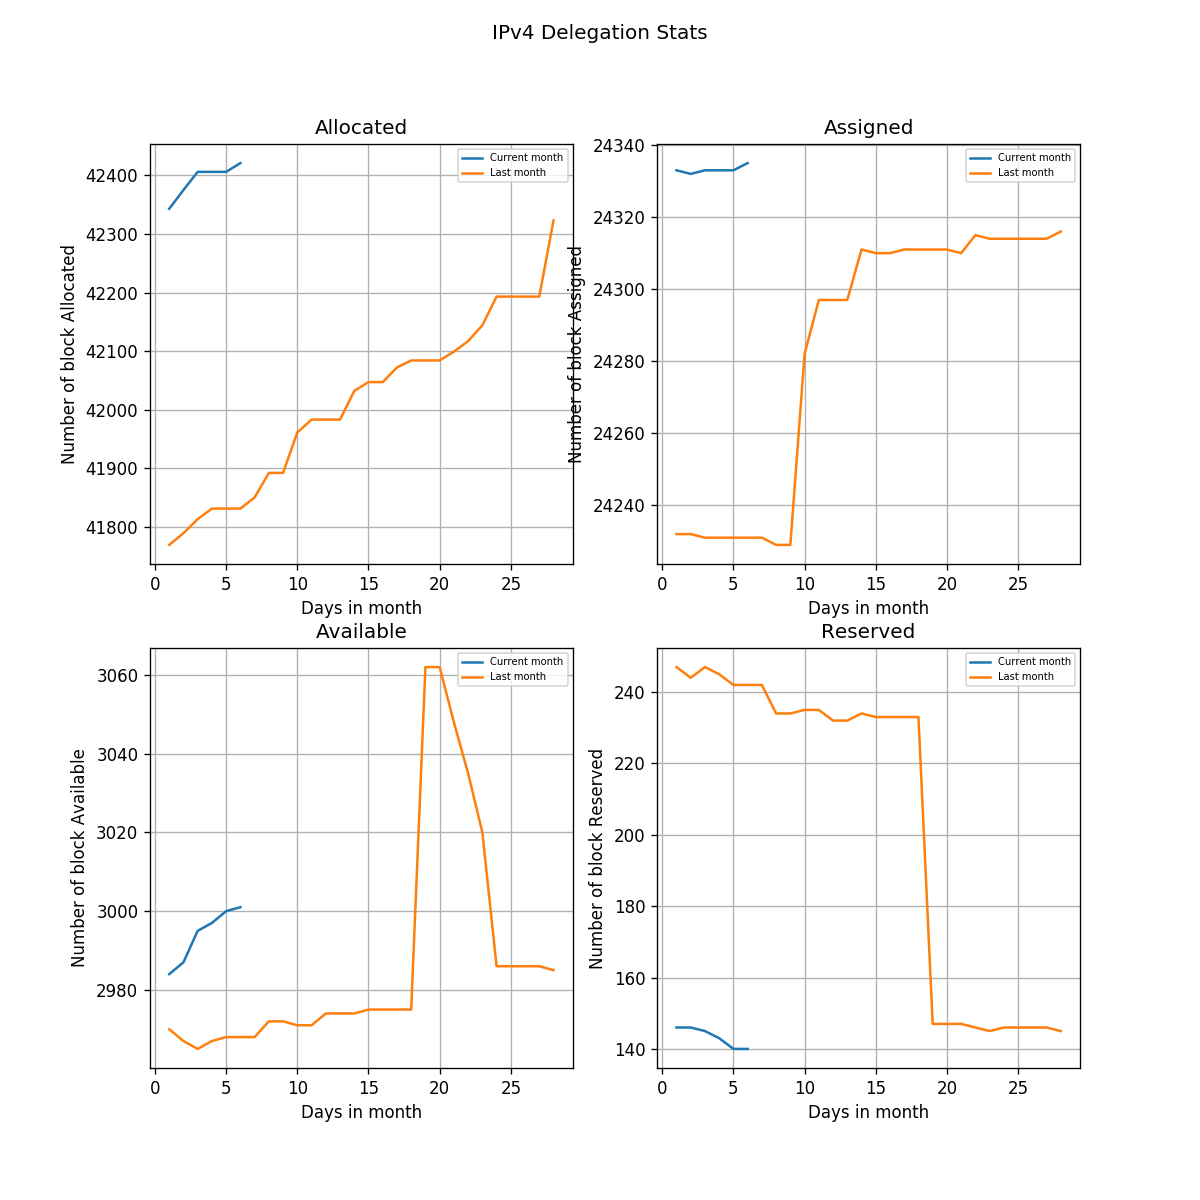 IPv4 Delegation Stats
Allocated
Number of block Allocated
42400
42300
42200
42100
42000
41900
41800
0 5 10 15 20 25
Days in month
Current month
Last month
Assigned
Number of block Assigned
24340
24320
24300
24280
24260
24240
0 5 10 15 20 25
Days in month
Current month
Last month
Available
Number of block Available
3060
3040
3020
3000
2980
0 5 10 15 20 25
Days in month
Current month
Last month
Reserved
Number of block Reserved
240
220
200
180
160
140
0 5 10 15 20 25
Days in month
Current month
Last month